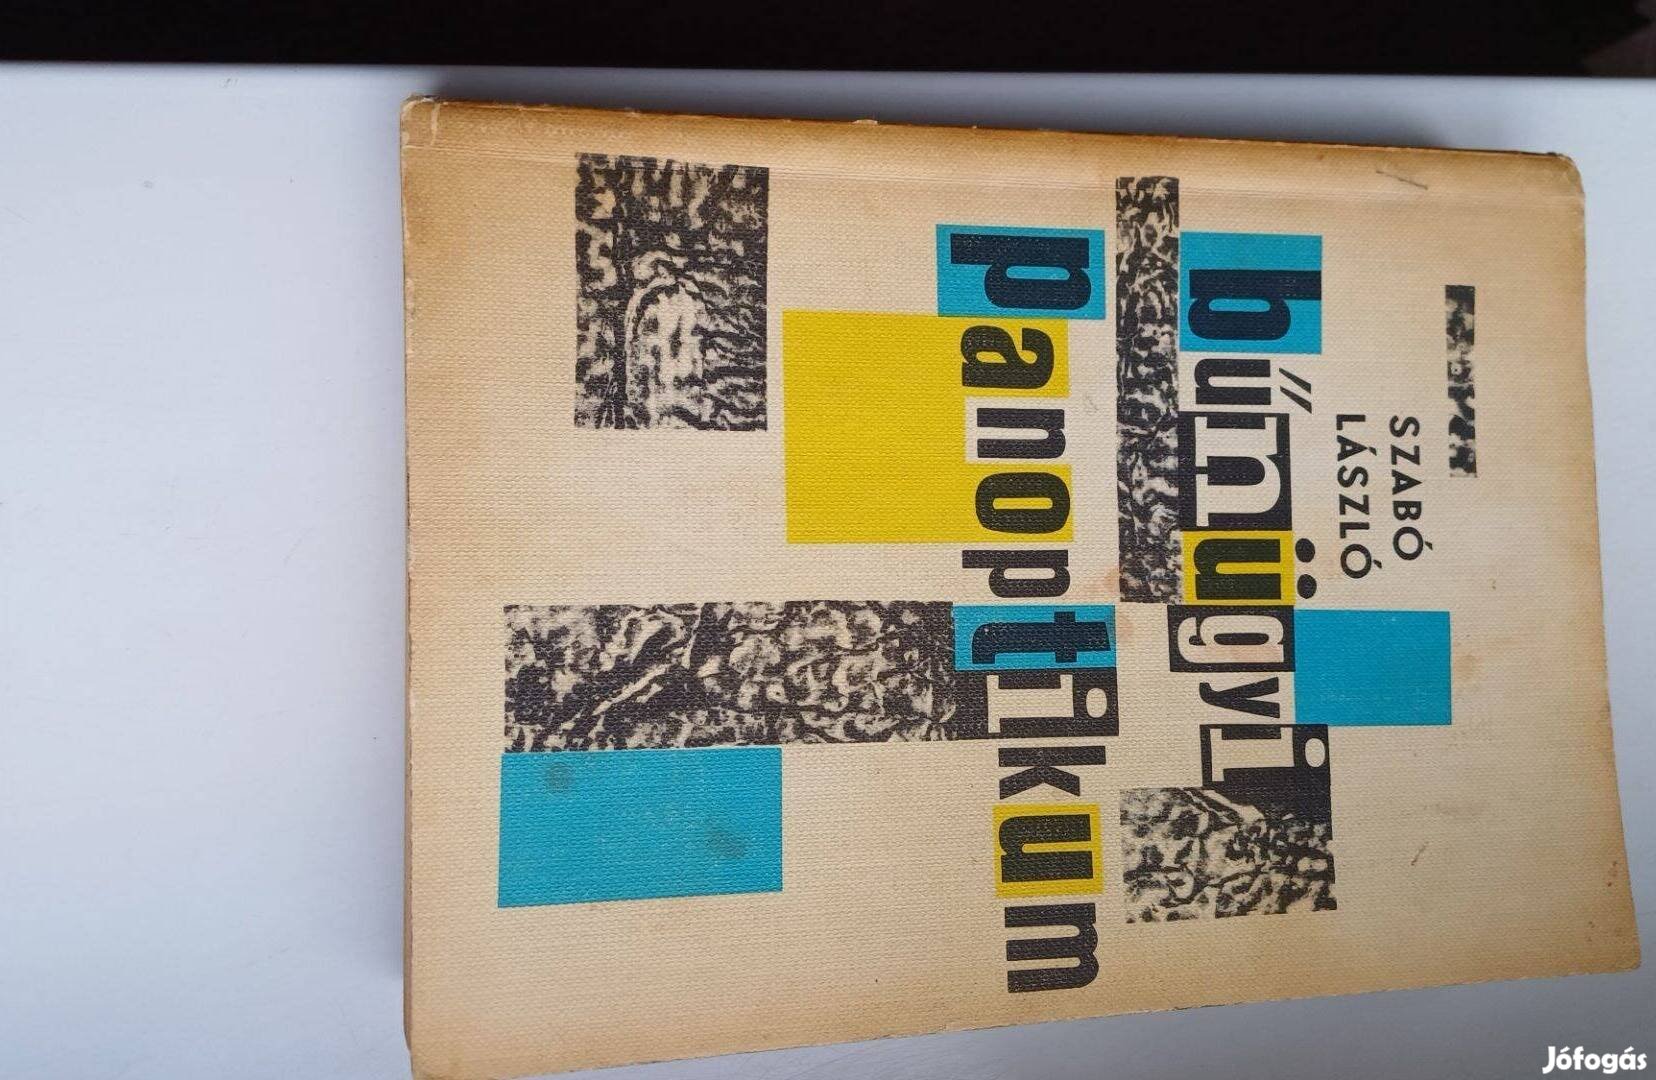 SZABÓ
LÁSZLÓ
bűnügyi
panoptikum
Jófogás